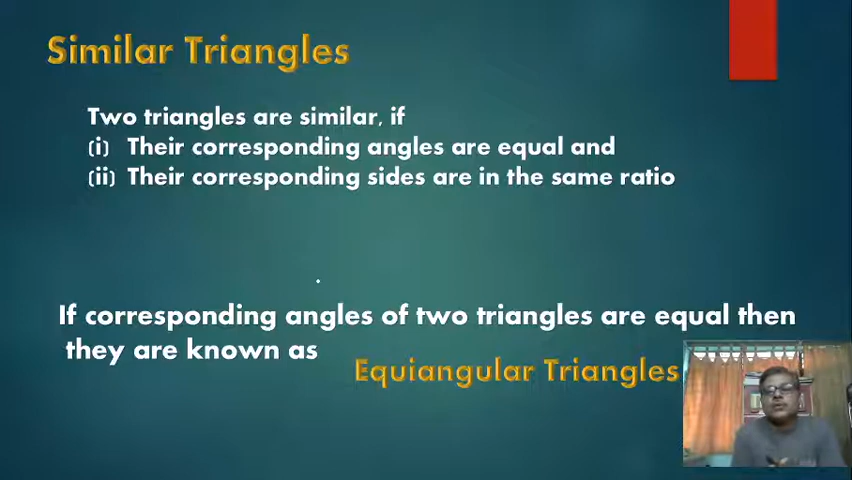 Similar Triangles
Two triangles are similar, if
(i) Their corresponding angles are equal and
(ii) Their corresponding sides are in the same ratio
If corresponding angles of two triangles are equal then
they are known as
Equiangular Triangles